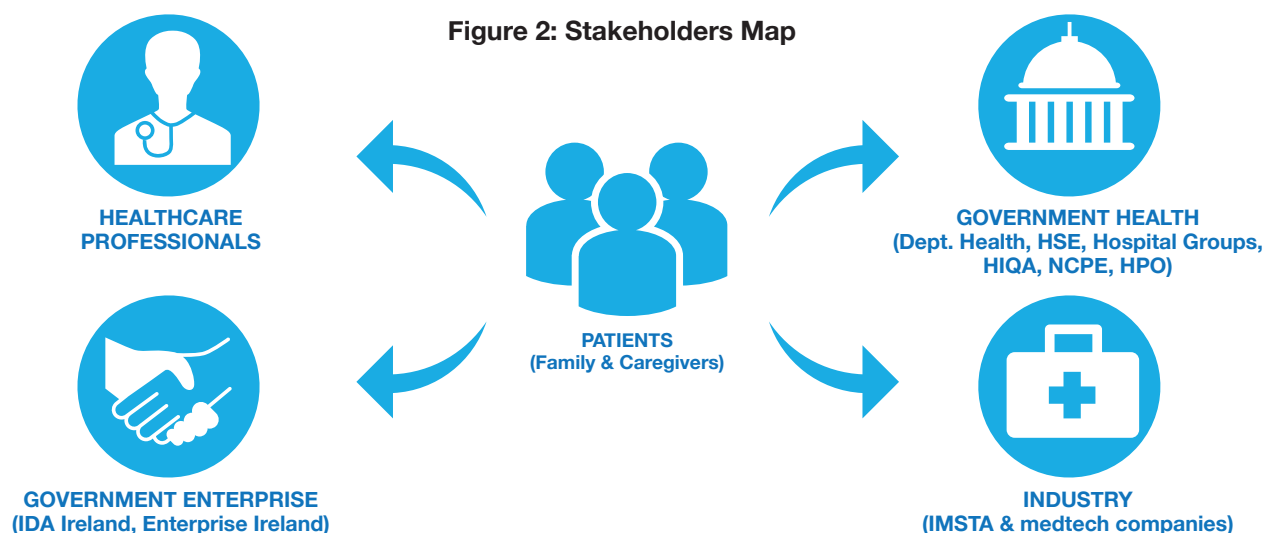 Figure 2: Stakeholders Map
HEALTHCARE
PROFESSIONALS
GOVERNMENT HEALTH
(Dept. Health, HSE, Hospital Groups,
HIQA, NCPE, HPO)
PATIENTS
(Family & Caregivers)
GOVERNMENT ENTERPRISE
(IDA Ireland, Enterprise Ireland)
INDUSTRY
(IMSTA & medtech companies)